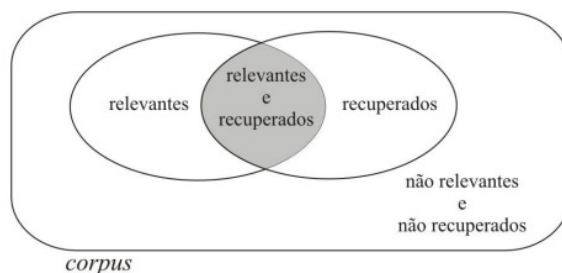 relevantes
relevantes
e
recuperados
recuperados
não relevantes
e
não recuperados
corpus